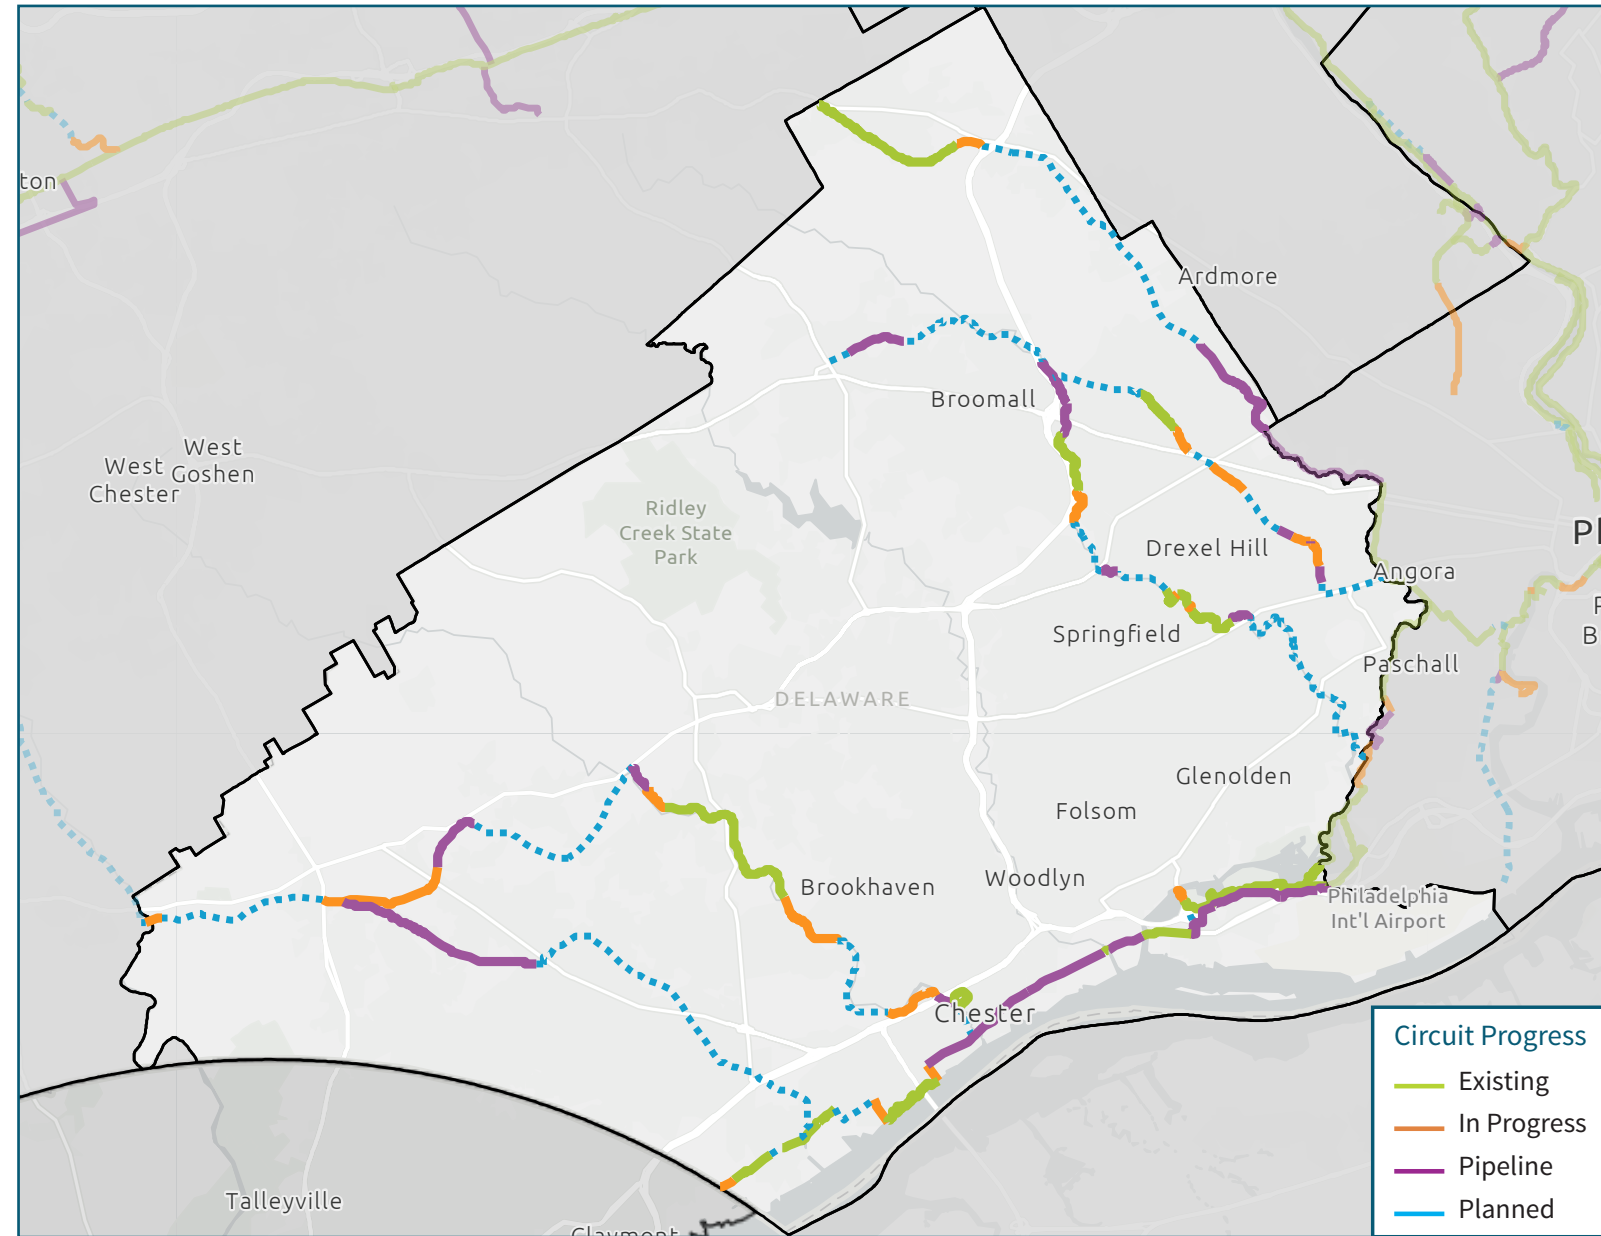 ton
Ardmore
Broomall
West
Goshen
West
Chester
Ridley
Creek State
Park
Drexel Hill
Angora
Springfield
Paschall
DELAWARE
Glenolden
Folsom
Woodlyn
Brookhaven
Philadelphia
Int'l Airport
Chester
Talleyville
Claymont
Circuit Progress
Existing
In Progress
Pipeline
Planned